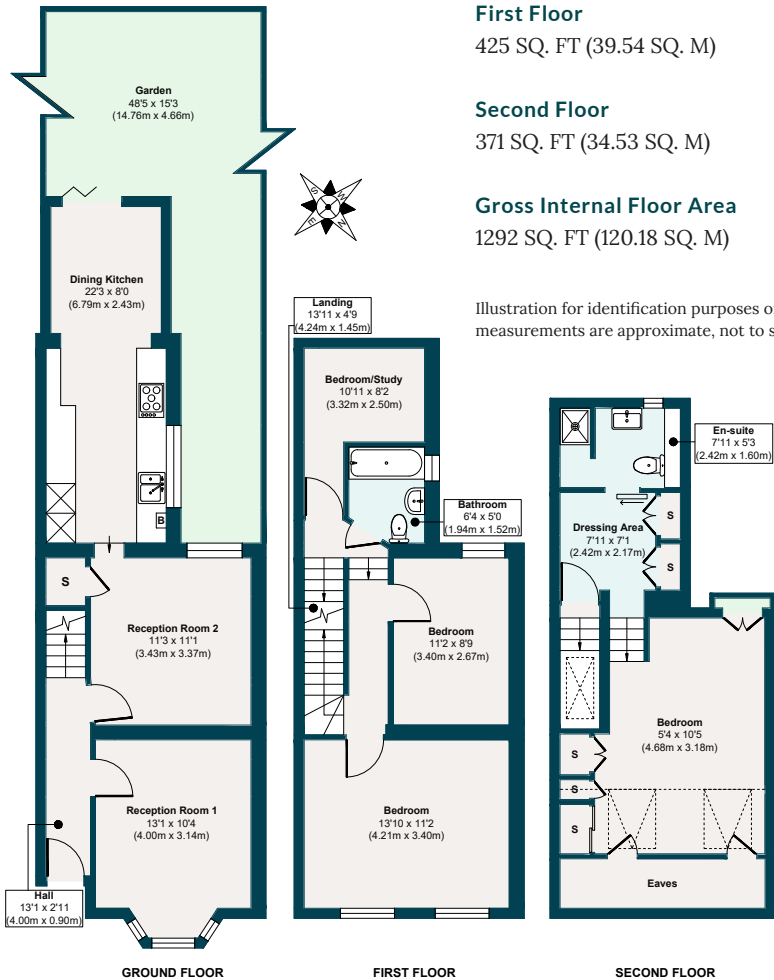 First Floor
425 SQ. FT (39.54 SQ. M)
Second Floor
371 SQ. FT (34.53 SQ. M)
Gross Internal Floor Area
1292 SQ. FT (120.18 SQ. M)
Illustration for identification purposes
measurements are approximate, not to
Garden
48'5 x 15'3
(14.76m x 4.66m)
S
W
E
N
Dining Kitchen
22'3 x 8'0
(6.79m x 2.43m)
B
S
Reception Room 2
11'3 x 11'1
(3.43m x 3.37m)
Reception Room 1
13'1 x 10'4
(4.00m x 3.14m)
Hall
13'1 x 2'11
(4.00m x 0.90m)
GROUND FLOOR
Landing
13'11 x 4'9
(4.24m x 1.45m)
Bedroom/Study
10'11 x 8'2
(3.32m x 2.50m)
Bathroom
6'4 x 5'0
(1.94m x 1.52m)
Bedroom
11'2 x 8'9
(3.40m x 2.67m)
Bedroom
13'10 x 11'2
(4.21m x 3.40m)
FIRST FLOOR
En-suite
7'11 x 5'3
(2.42m x 1.60m)
Dressing Area
7'11 x 7'1
(2.42m x 2.17m)
S
S
Bedroom
5'4 x 10'5
(4.68m x 3.18m)
S
S
S
Eaves
SECOND FLOOR